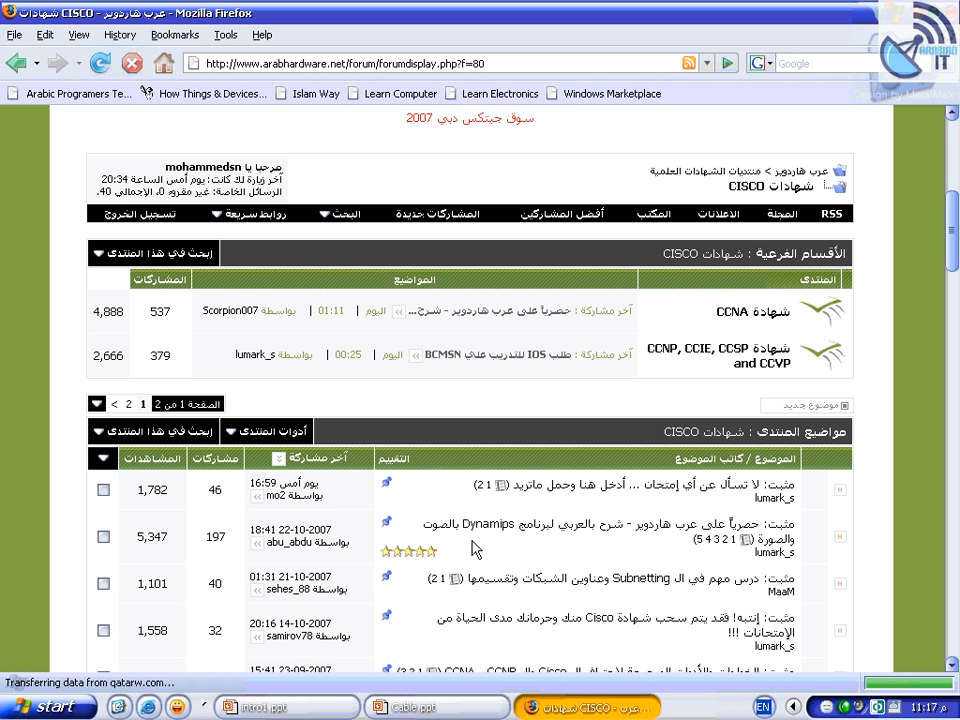 عرب هاردوير - CISCO شهادات - Mozilla Firefox
File Edit View History Bookmarks Tools Help
http://www.arabhardware.net/forum/forumdisplay.php?f=80
Google
ARABIAN IT
Arabic Programers Te... How Things & Devices... Islam Way Learn Computer Learn Electronics Windows Marketplace
سوق جيتكس دبي 2007
عرب هاردوير > منتديات الشهادات العلمية
شهادات CISCO
مرحبا يا mohammedsn
آخر زيارة لك كانت: يوم أمس الساعة 20:34
الرسائل الخاصة: غير مقروء 0، الإجمالي 40.
RSS المجلة الاعلانات المكتب أفضل المشاركين المشاركات جديدة البحث روابط سريعة تسجيل الخروج
الأقسام الفرعية : شهادات CISCO إبحث في هذا المنتدى
المنتدى المواضيع المشاركات
شهادة CCNA آخر مشاركة : حصرياً على عرب هاردوير - شرح... اليوم | 01:11 | بواسطة Scorpion007 537 4,888
شهادة CCNP, CCIE, CCSP and CCVP آخر مشاركة : طلب IOS للتدريب علي BCMSN اليوم | 00:25 | بواسطة lumark_s 379 2,666
موضوع جديد
الصفحة 1 من 2 1 2 >
مواضيع المنتدى : شهادات CISCO أدوات المنتدى إبحث في هذا المنتدى
الموضوع / كاتب الموضوع التقييم آخر مشاركة مشاركات المشاهدات
مثبت: لا تسأل عن أي إمتحان ... أدخل هنا وحمل ماتريد (1 2)
lumark_s
يوم أمس 16:59
بواسطة mo2
46 1,782
مثبت: حصرياً على عرب هاردوير - شرح بالعربي لبرنامج Dynamips بالصوت
والصورة (1 2 3 4 5)
lumark_s
22-10-2007 18:41
بواسطة abu_abdu
197 5,347
مثبت: درس مهم في ال Subnetting وعناوين الشبكات وتقسيمها (1 2)
MaaM
21-10-2007 01:31
بواسطة sehes_88
40 1,101
مثبت: إنتبه! فقد يتم سحب شهادة Cisco منك وحرمانك مدى الحياة من
الإمتحانات !!!
lumark_s
14-10-2007 20:16
بواسطة samirov78
32 1,558
23-09-2007 15:41
Transferring data from qatarw.com...
start intro1.ppt Cable.ppt عرب - CISCO شهادات... EN 11:17 م